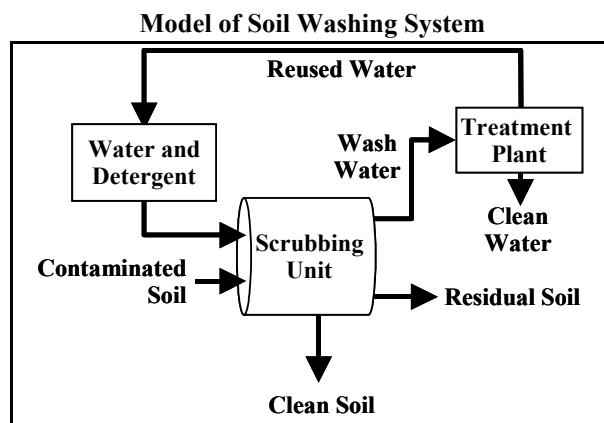 Model of Soil Washing System
Reused Water
Water and
Detergent
Wash
Water
Treatment
Plant
Clean
Water
Contaminated
Soil
Scrubbing
Unit
Residual Soil
Clean Soil